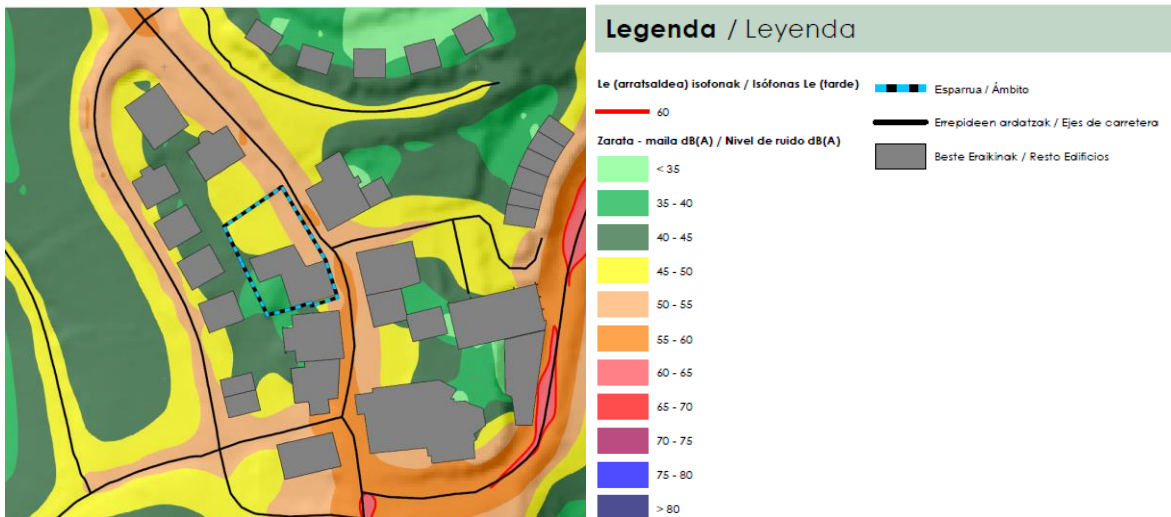 Legenda / Leyenda
Le (arratsaldea) isofonak / Isófonas Le (tarde)
60
Zarata - maila dB(A) / Nivel de ruido dB(A)
< 35
35 - 40
40 - 45
45 - 50
50 - 55
55 - 60
60 - 65
65 - 70
70 - 75
75 - 80
> 80
Esparrua / Ámbito
Errepideen ardatzak / Ejes de carretera
Beste Eraikinak / Resto Edificios